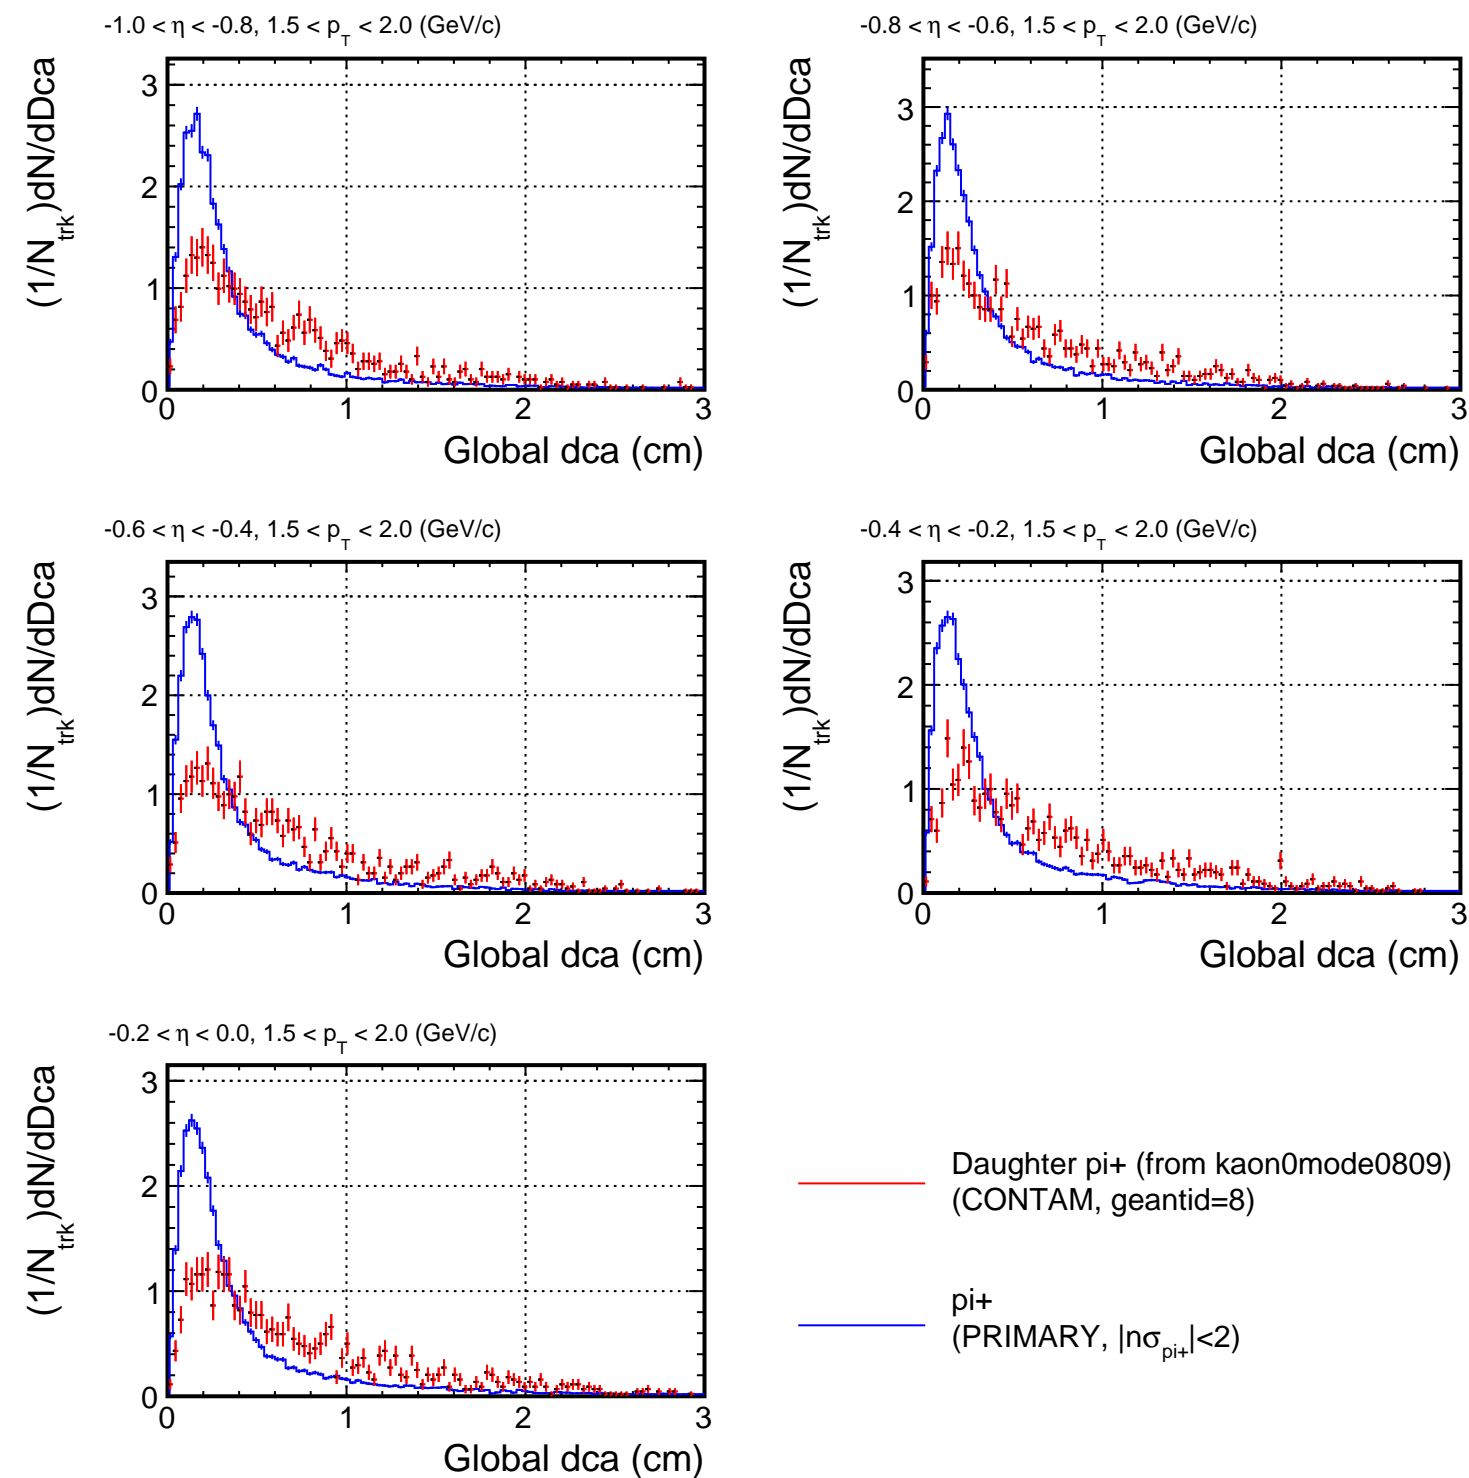 -1.0 < η < -0.8, 1.5 < p_T < 2.0 (GeV/c)
(1/N_trk)dN/dDca
3
2
1
0
0 1 2 3
Global dca (cm)
-0.8 < η < -0.6, 1.5 < p_T < 2.0 (GeV/c)
(1/N_trk)dN/dDca
3
2
1
0
0 1 2 3
Global dca (cm)
-0.6 < η < -0.4, 1.5 < p_T < 2.0 (GeV/c)
(1/N_trk)dN/dDca
3
2
1
0
0 1 2 3
Global dca (cm)
-0.4 < η < -0.2, 1.5 < p_T < 2.0 (GeV/c)
(1/N_trk)dN/dDca
3
2
1
0
0 1 2 3
Global dca (cm)
-0.2 < η < 0.0, 1.5 < p_T < 2.0 (GeV/c)
(1/N_trk)dN/dDca
3
2
1
0
0 1 2 3
Global dca (cm)
Daughter pi+ (from kaon0mode0809)
(CONTAM, geantid=8)
pi+
(PRIMARY, |nσ_pi+|<2)